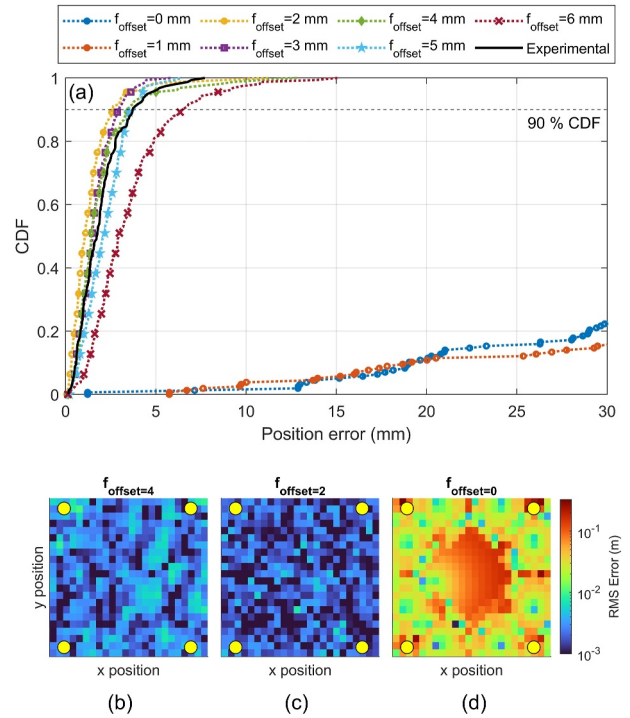 f_offset=0 mm f_offset=2 mm f_offset=4 mm f_offset=6 mm
f_offset=1 mm f_offset=3 mm f_offset=5 mm Experimental
(a)
90 % CDF
1
0.8
0.6
0.4
0.2
0
CDF
0 5 10 15 20 25 30
Position error (mm)
f_offset=4 f_offset=2 f_offset=0
y position
10^-1
10^-2
10^-3
RMS Error (m)
x position x position x position
(b) (c) (d)